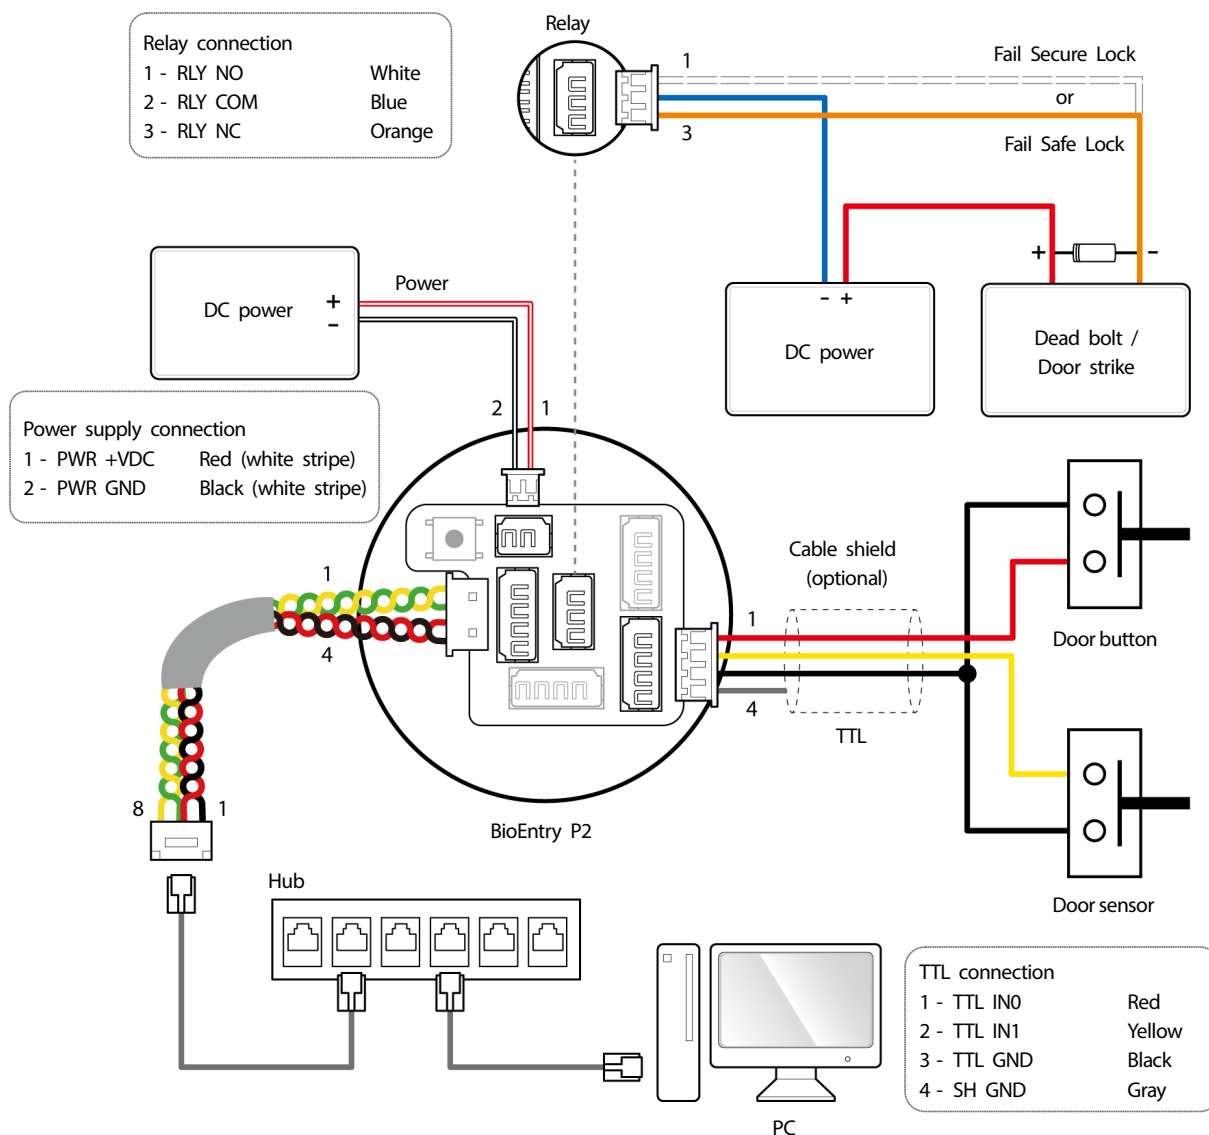 Relay
Relay connection
1 - RLY NO White
2 - RLY COM Blue
3 - RLY NC Orange
1
3
Fail Secure Lock
or
Fail Safe Lock
DC power
+
-
Power
- +
DC power
+
-
Dead bolt /
Door strike
2 1
Power supply connection
1 - PWR +VDC Red (white stripe)
2 - PWR GND Black (white stripe)
1
4
Cable shield
(optional)
1
4
TTL
Door button
8 1
BioEntry P2
Door sensor
Hub
TTL connection
1 - TTL IN0 Red
2 - TTL IN1 Yellow
3 - TTL GND Black
4 - SH GND Gray
PC